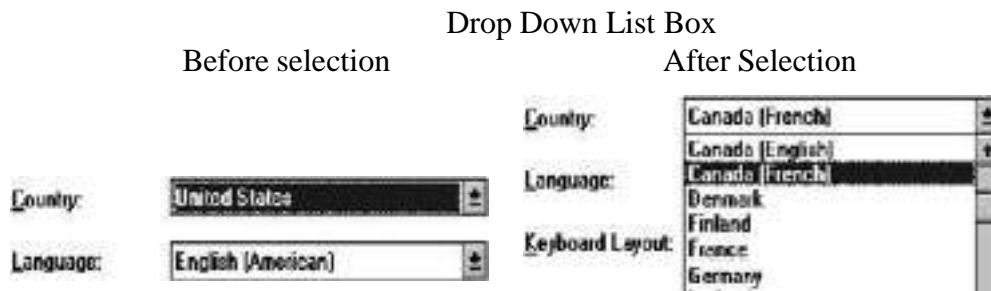 Drop Down List Box
Before selection
After Selection
Country:
United States
Language:
English (American)
Country:
Canada (French)
Canada (English)
Canada (French)
Language:
Denmark
Finland
Keyboard Layout:
France
Germany